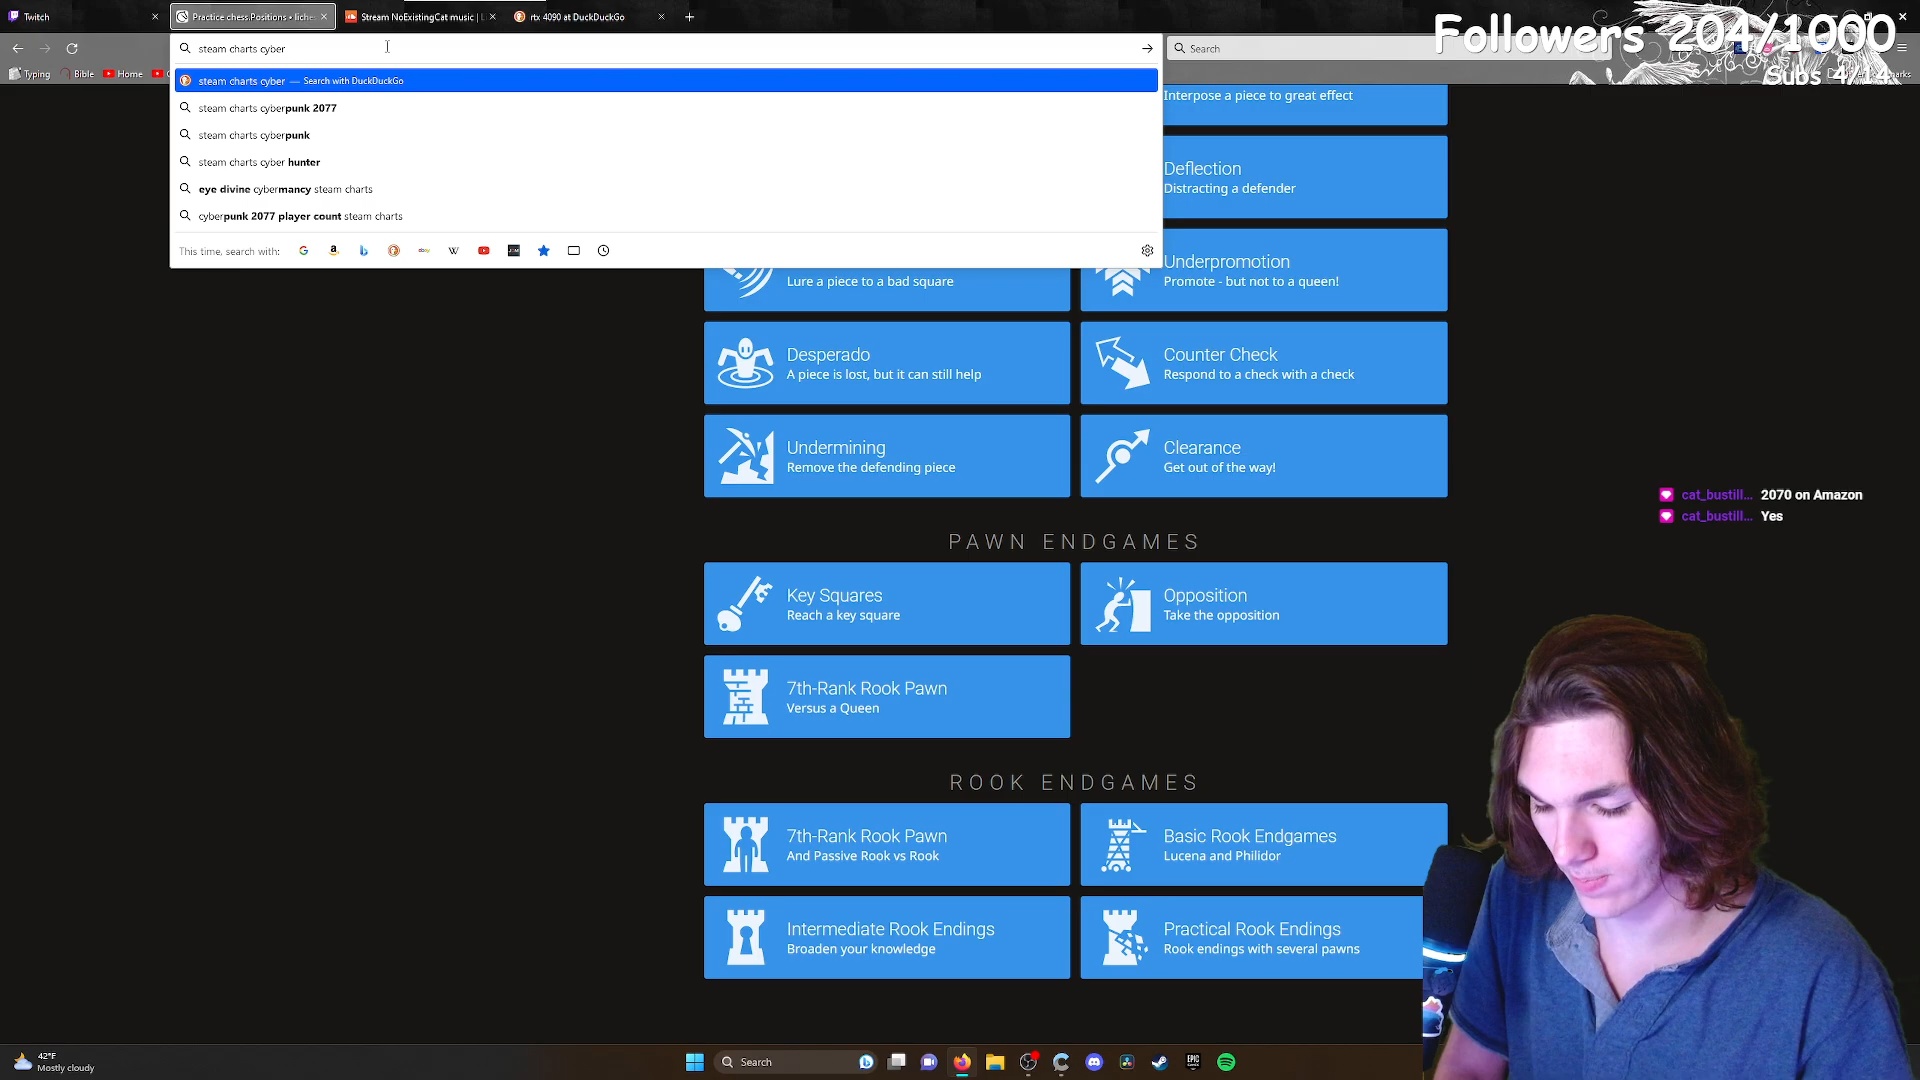 Twitch
Practice chess Positions • liches
Stream NoExistingCat music | L
rtx 4090 at DuckDuckGo
Followers 204/1000
Subs 4/14
steam charts cyber
Search
Typing
Bible
Home
steam charts cyber — Search with DuckDuckGo
steam charts cyberpunk 2077
steam charts cyberpunk
steam charts cyber hunter
eye divine cybermancy steam charts
cyberpunk 2077 player count steam charts
This time, search with:
Interpose a piece to great effect
Deflection
Distracting a defender
Lure a piece to a bad square
Underpromotion
Promote - but not to a queen!
Desperado
A piece is lost, but it can still help
Counter Check
Respond to a check with a check
Undermining
Remove the defending piece
Clearance
Get out of the way!
cat_bustill... 2070 on Amazon
cat_bustill... Yes
PAWN ENDGAMES
Key Squares
Reach a key square
Opposition
Take the opposition
7th-Rank Rook Pawn
Versus a Queen
ROOK ENDGAMES
7th-Rank Rook Pawn
And Passive Rook vs Rook
Basic Rook Endgames
Lucena and Philidor
Intermediate Rook Endings
Broaden your knowledge
Practical Rook Endings
Rook endings with several pawns
42°F
Mostly cloudy
Search